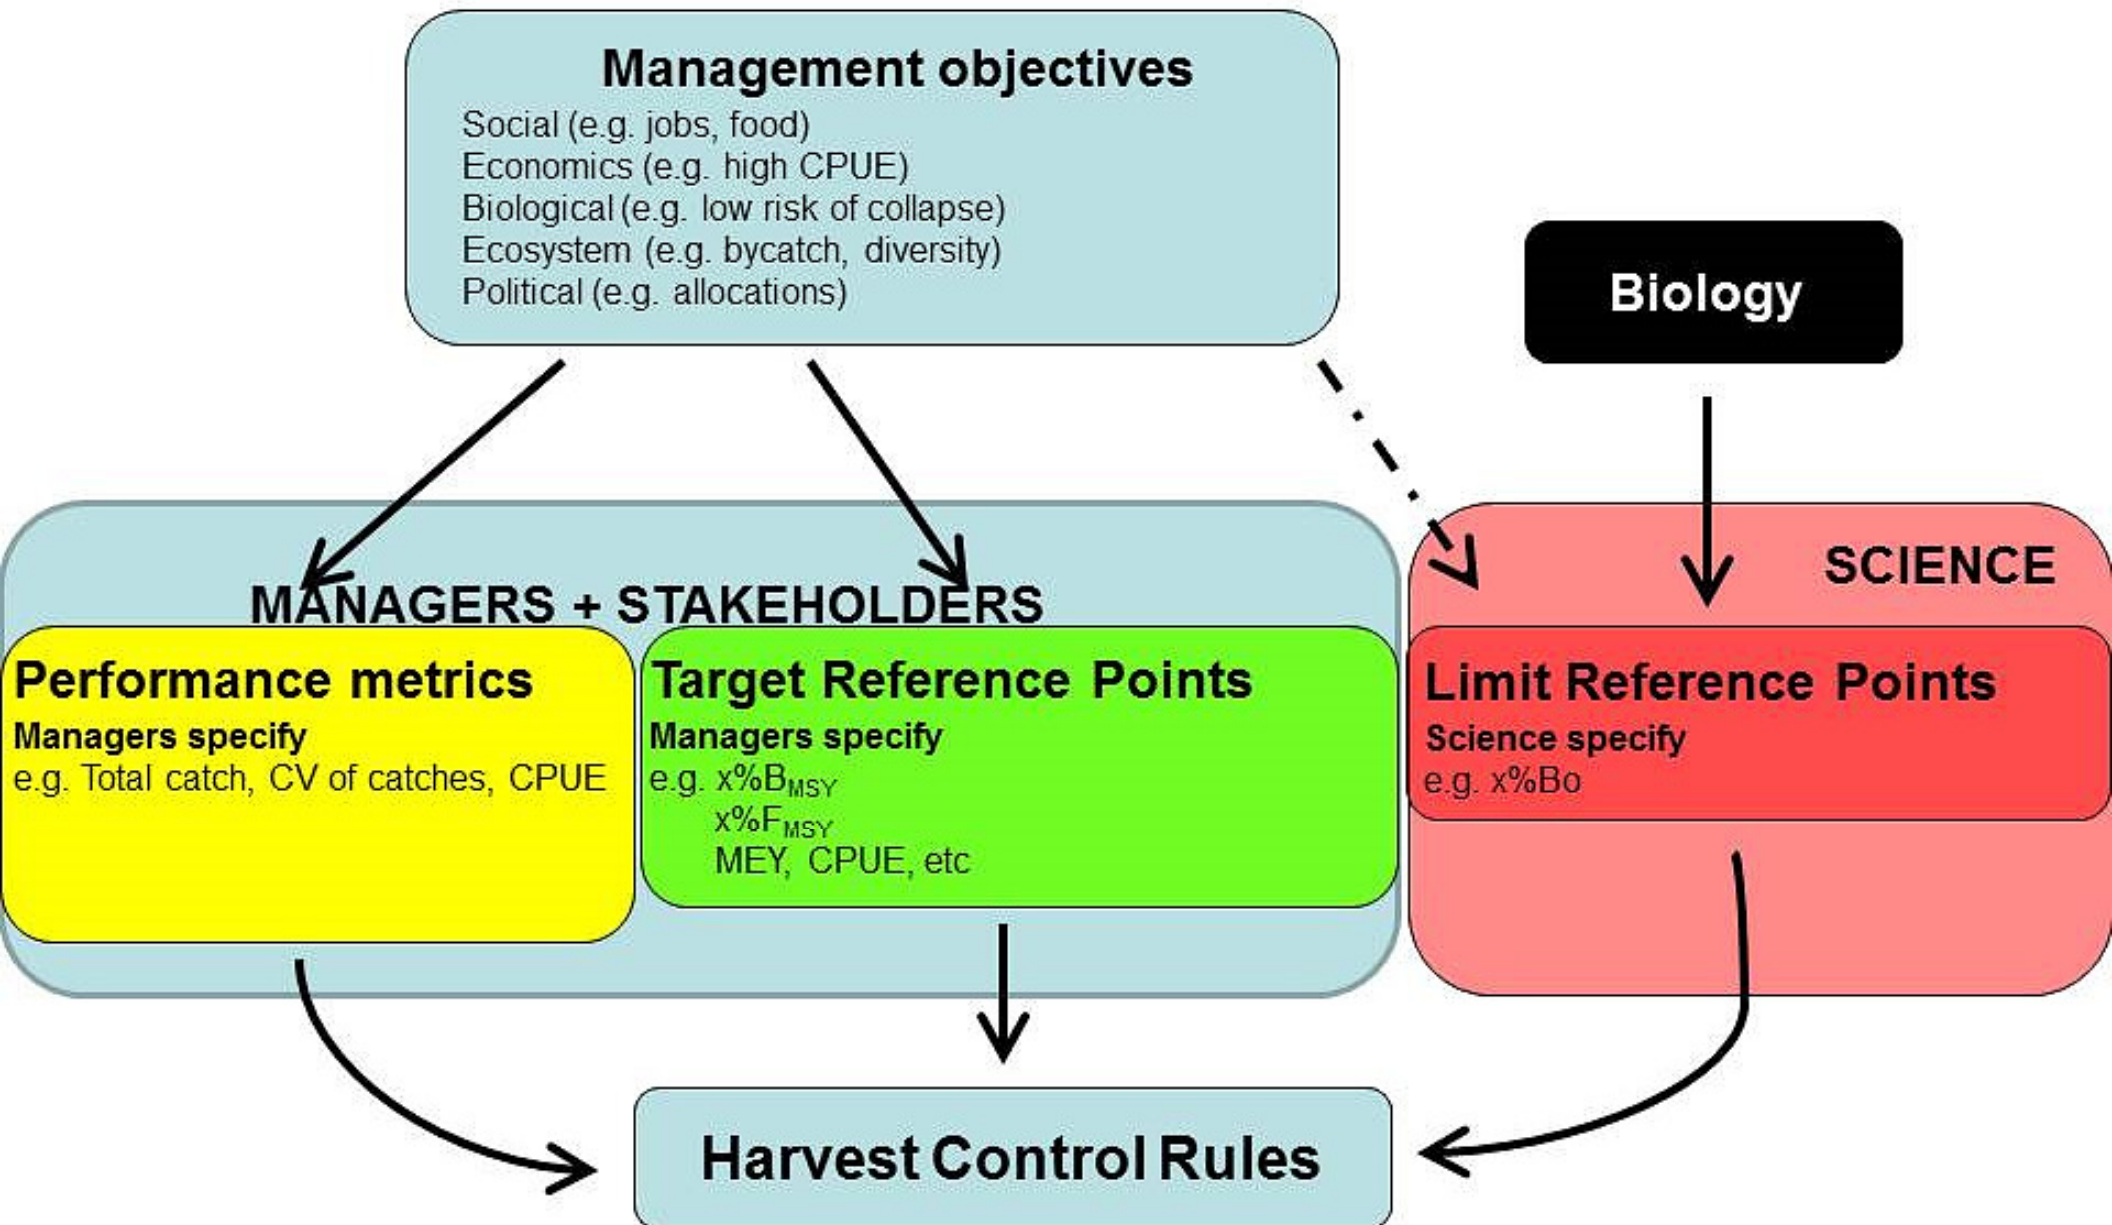 Management objectives
Social (e.g. jobs, food)
Economics (e.g. high CPUE)
Biological (e.g. low risk of collapse)
Ecosystem (e.g. bycatch, diversity)
Political (e.g. allocations)
Biology
MANAGERS + STAKEHOLDERS
SCIENCE
Performance metrics
Managers specify
e.g. Total catch, CV of catches, CPUE
Target Reference Points
Managers specify
e.g. x%BMSY
x%FMSY
MEY, CPUE, etc
Limit Reference Points
Science specify
e.g. x%Bo
Harvest Control Rules